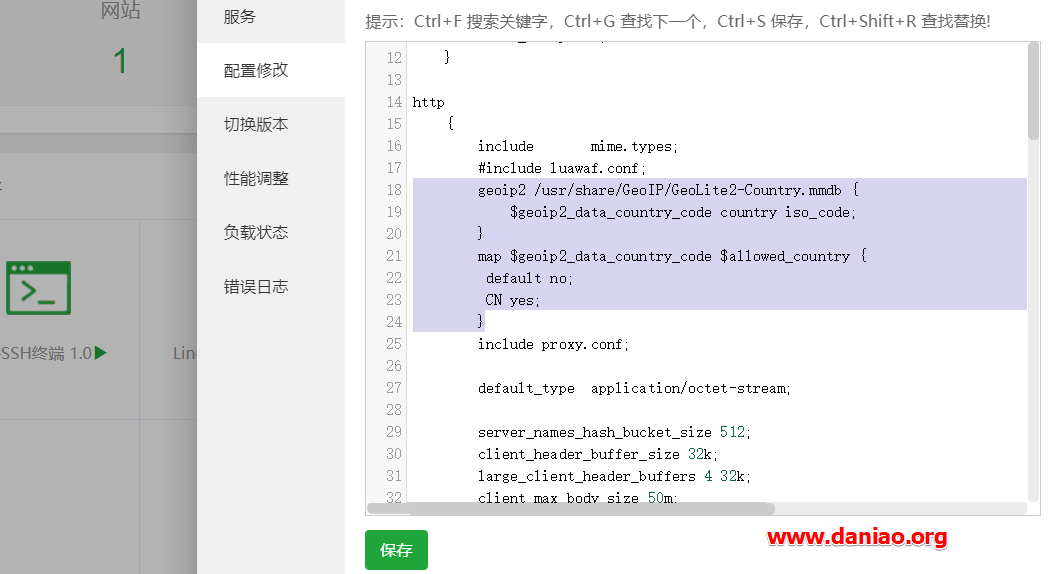 网站
1
SSH终端 1.0
Lin
服务
配置修改
切换版本
性能调整
负载状态
错误日志
提示：Ctrl+F 搜索关键字，Ctrl+G 查找下一个，Ctrl+S 保存，Ctrl+Shift+R 查找替换!
12 }
13
14 http
15 {
16 include mime.types;
17 #include luawaf.conf;
18 geoip2 /usr/share/GeoIP/GeoLite2-Country.mmdb {
19 $geoip2_data_country_code country iso_code;
20 }
21 map $geoip2_data_country_code $allowed_country {
22 default no;
23 CN yes;
24 }
25 include proxy.conf;
26
27 default_type application/octet-stream;
28
29 server_names_hash_bucket_size 512;
30 client_header_buffer_size 32k;
31 large_client_header_buffers 4 32k;
32 client_max_body_size 50m;
保存
www.daniao.org